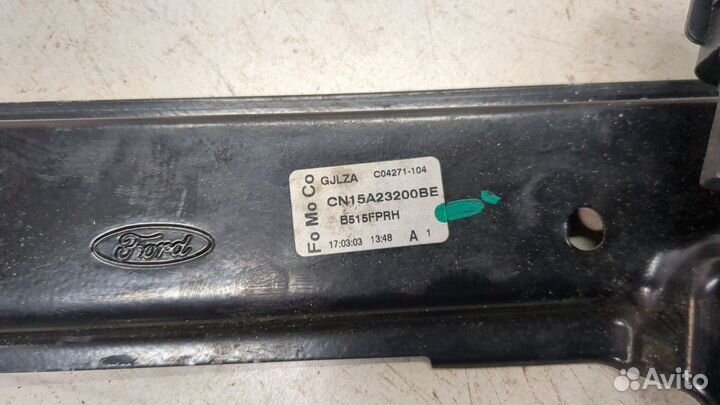 Ford
Fo Mo Co
GJLZA C04271-104
CN15A23200BE
B515FPRH
17:03:03 13:48 A 1
Avito